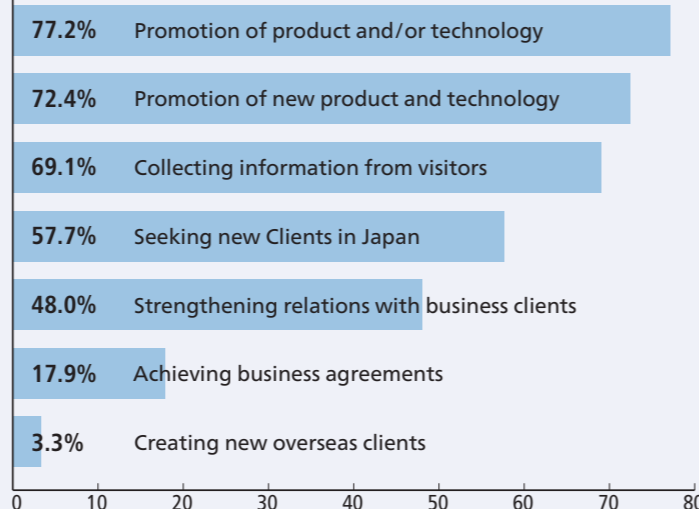 77.2% Promotion of product and/or technology
72.4% Promotion of new product and technology
69.1% Collecting information from visitors
57.7% Seeking new Clients in Japan
48.0% Strengthening relations with business clients
17.9% Achieving business agreements
3.3% Creating new overseas clients
0 10 20 30 40 50 60 70 80